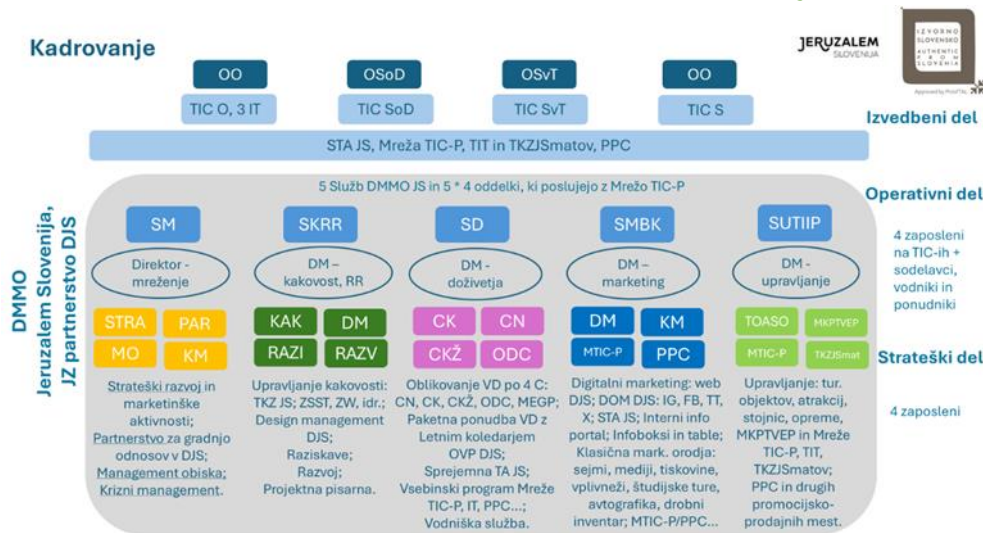 Kadrovanje
JERUZALEM
SLOVENIJA
IZVORNO
SLOVENSKO
AUTHENTIC
FROM
SLOVENIA
OO
OSoD
OSvT
OO
TIC O, 3 IT
TIC SoD
TIC SvT
TIC S
Izvedbeni del
STA JS, Mreža TIC-P, TIT in TKZJSmatov, PPC
DMMO
Jeruzalem Slovenija,
JZ partnerstvo DJS
5 Služb DMMO JS in 5 * 4 oddelki, ki poslujejo z Mrežo TIC-P
Operativni del
4 zaposleni
na TIC-ih +
sodelavci,
vodniki in
ponudniki
Strateški del
4 zaposleni
SM
Direktor -
mreženje
STRA
PAR
MO
KM
Strateški razvoj in
marketinške
aktivnosti;
Partnerstvo za gradnjo
odnosov v DJS;
Management obiska;
Krizni management.
SKRR
DM –
kakovost, RR
KAK
DM
RAZI
RAZV
Upravljanje kakovosti:
TKZ JS; ZSST, ZW, idr.;
Design management
DJS;
Raziskave;
Razvoj;
Projektna pisarna.
SD
DM -
doživetja
CK
CN
CKŽ
ODC
Oblikovanje VD po 4 C:
CN, CK, CKŽ, ODC, MEGP;
Paketna ponudba VD z
Letnim koledarjem
OVP DJS;
Sprejemna TA JS;
Vsebinski program Mreže
TIC-P, IT, PPC...;
Vodniška služba.
SMBK
DM –
marketing
DM
KM
MTIC-P
PPC
Digitalni marketing: web
DJS; DOM DJS: IG, FB, TT,
X; STA JS; Interni info
portal; Infoboksi in table;
Klasična mark. orodja:
sejmi, mediji, tiskovine,
vplivneži, študijske ture,
avtografika, drobni
inventar; MTIC-P/PPC...
SUTIIP
DM -
upravljanje
TOASO
MKPTVEP
MTIC-P
TKZJSmat
Upravljanje: tur.
objektov, atrakcij,
stojnic, opreme,
MKPTVEP in Mreže
TIC-P, TIT,
TKZJSmatov;
PPC in drugih
promocijsko-
prodajnih mest.